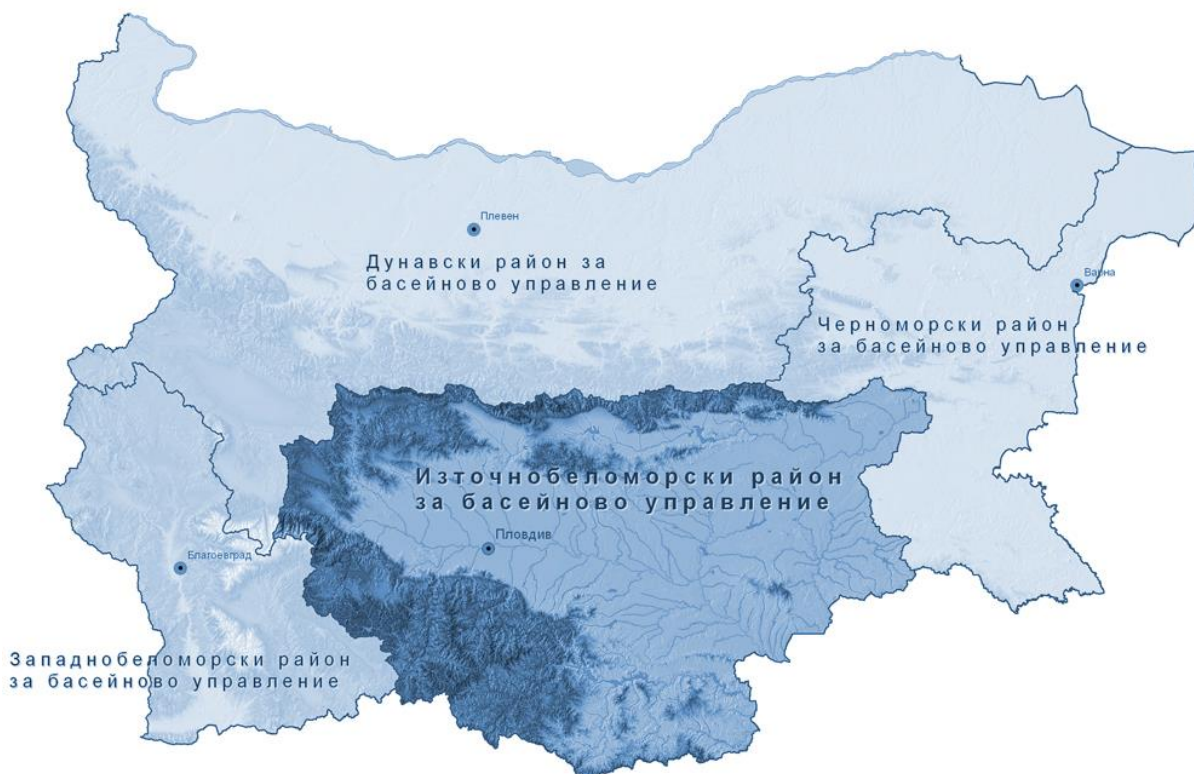 Плевен
Дунавски район за
басейново управление
Варна
Черноморски район
за басейново управление
Източнобеломорски район
за басейново управление
Пловдив
Благоевград
Западнобеломорски район
за басейново управление